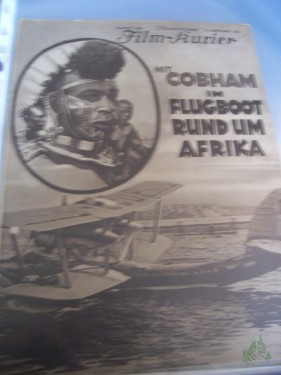 Film-Kurier
MIT
COBHAM
IM
FLUGBOOT
RUND UM
AFRIKA